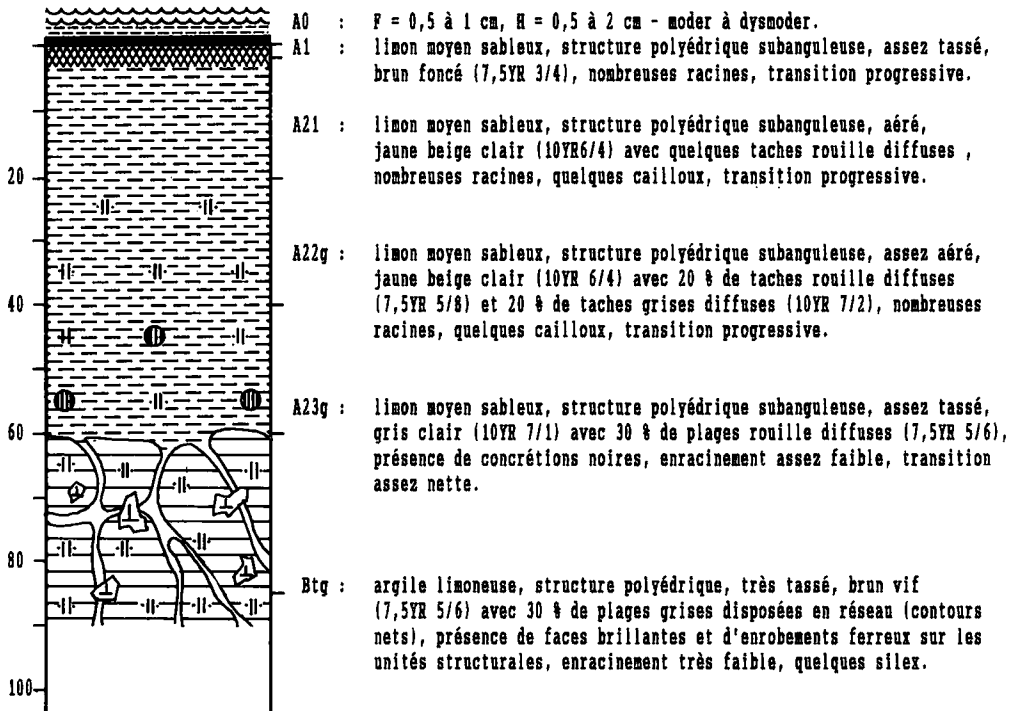 A0 : F = 0,5 à 1 cm, H = 0,5 à 2 cm - moder à dysmoder.
A1 : limon moyen sableux, structure polyédrique subanguleuse, assez tassé,
brun foncé (7,5YR 3/4), nombreuses racines, transition progressive.
A21 : limon moyen sableux, structure polyédrique subanguleuse, aéré,
jaune beige clair (10YR6/4) avec quelques taches rouille diffuses ,
nombreuses racines, quelques cailloux, transition progressive.
20
A22g : limon moyen sableux, structure polyédrique subanguleuse, assez aéré,
jaune beige clair (10YR 6/4) avec 20 % de taches rouille diffuses
(7,5YR 5/8) et 20 % de taches grises diffuses (10YR 7/2), nombreuses
racines, quelques cailloux, transition progressive.
40
A23g : limon moyen sableux, structure polyédrique subanguleuse, assez tassé,
gris clair (10YR 7/1) avec 30 % de plages rouille diffuses (7,5YR 5/6),
présence de concrétions noires, enracinement assez faible, transition
assez nette.
60
80
Btg : argile limoneuse, structure polyédrique, très tassé, brun vif
(7,5YR 5/6) avec 30 % de plages grises disposées en réseau (contours
nets), présence de faces brillantes et d'enrobements ferreux sur les
unités structurales, enracinement très faible, quelques silex.
100